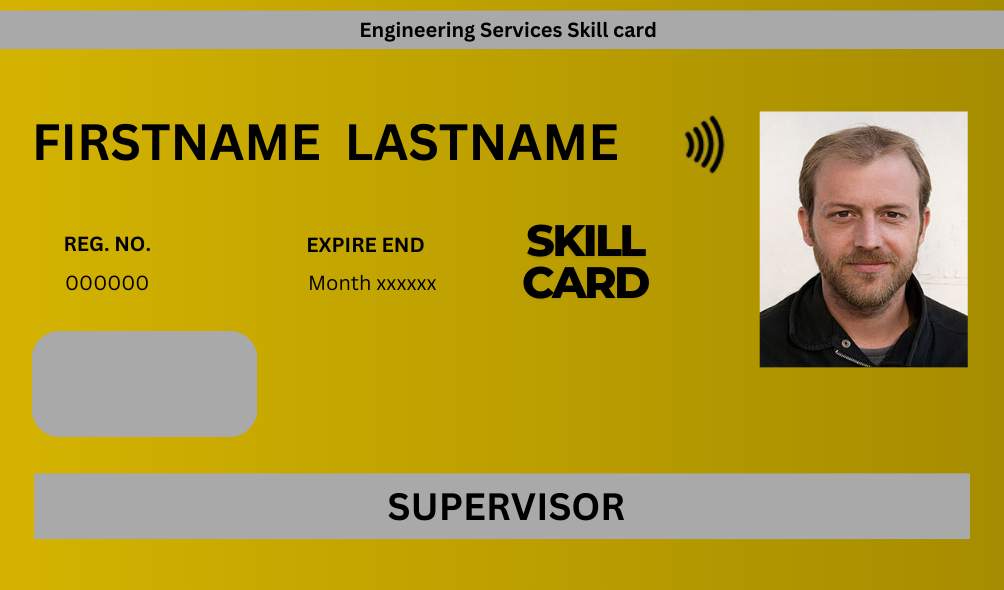 Engineering Services Skill card
FIRSTNAME LASTNAME
REG. NO.
000000
EXPIRE END
Month xxxxxx
SKILL
CARD
SUPERVISOR